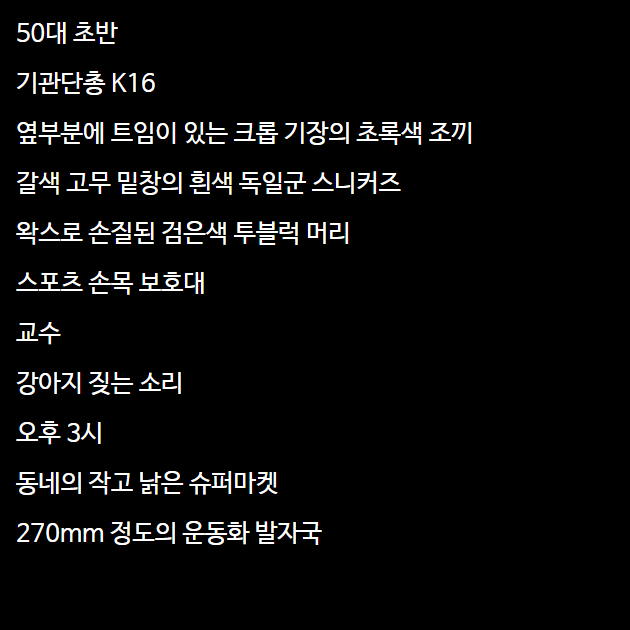 50대 초반
기관단총 K16
옆부분에 트임이 있는 크롭 기장의 초록색 조끼
갈색 고무 밑창의 흰색 독일군 스니커즈
왁스로 손질된 검은색 투블럭 머리
스포츠 손목 보호대
교수
강아지 짖는 소리
오후 3시
동네의 작고 낡은 슈퍼마켓
270mm 정도의 운동화 발자국